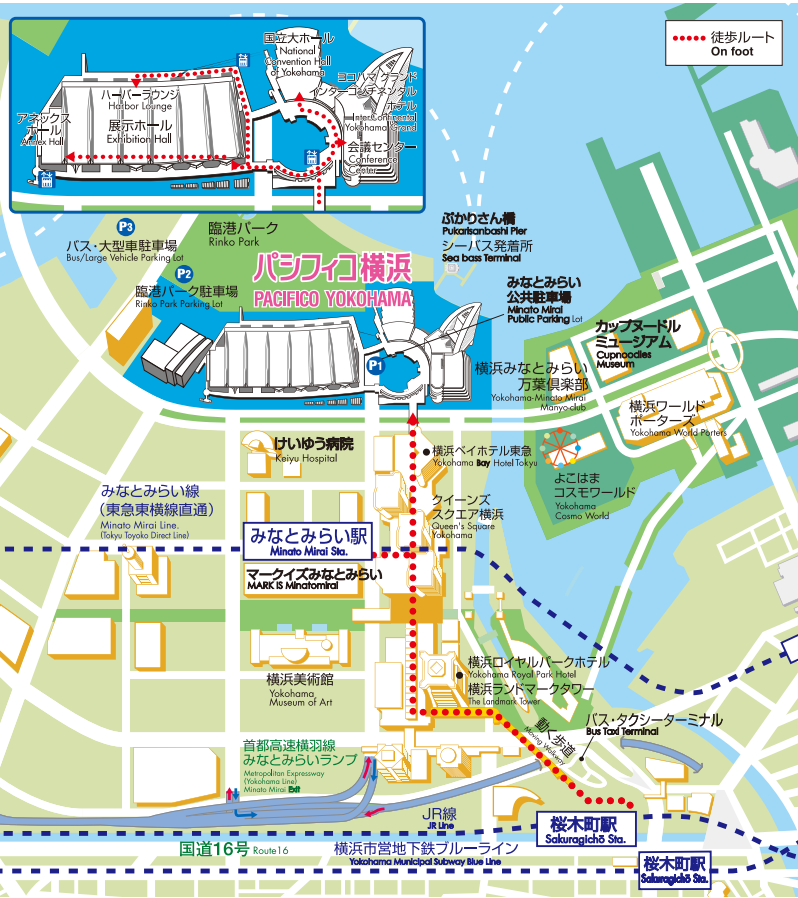 徒歩ルート
On foot
国立大ホール
National
Convention Hall
of Yokohama
ヨコハマ グランド
インターコンチネンタル
ホテル
Inter Continental
Yokohama Grand
ハーバーラウンジ
Harbor Lounge
アネックス
ホール
Annex Hall
展示ホール
Exhibition Hall
会議センター
Conference
Center
P3
バス・大型車駐車場
Bus/Large Vehicle Parking Lot
臨港パーク
Rinko Park
P2
臨港パーク駐車場
Rinko Park Parking Lot
パシフィコ横浜
PACIFICO YOKOHAMA
ぷかりさん橋
Pukarisanbashi Pier
シーバス発着所
Sea bass Terminal
みなとみらい
公共駐車場
Minato Mirai
Public Parking Lot
カップヌードル
ミュージアム
Cupnoodles
Museum
P1
横浜みなとみらい
万葉倶楽部
Yokohama-Minato Mirai
Manyo-club
横浜ワールド
ポーターズ
Yokohama World Porters
けいゆう病院
Keiyu Hospital
横浜ベイホテル東急
Yokohama Bay Hotel Tokyu
よこはま
コスモワールド
Yokohama
Cosmo World
みなとみらい線
(東急東横線直通)
Minato Mirai Line.
(Tokyu Toyoko Direct Line)
クイーンズ
スクエア横浜
Queen's Square
Yokohama
みなとみらい駅
Minato Mirai Sta.
マークイズみなとみらい
MARK IS Minatomirai
横浜美術館
Yokohama
Museum of Art
横浜ロイヤルパークホテル
Yokohama Royal Park Hotel
横浜ランドマークタワー
The Landmark Tower
動く歩道
Moving Walkway
バス・タクシーターミナル
Bus Taxi Terminal
首都高速横羽線
みなとみらいランプ
Metropolitan Expressway
(Yokohama Line)
Minato Mirai Exit
JR線
JR Line
桜木町駅
Sakuragichō Sta.
国道16号 Route16
横浜市営地下鉄ブルーライン
Yokohama Municipal Subway Blue Line
桜木町駅
Sakuragichō Sta.